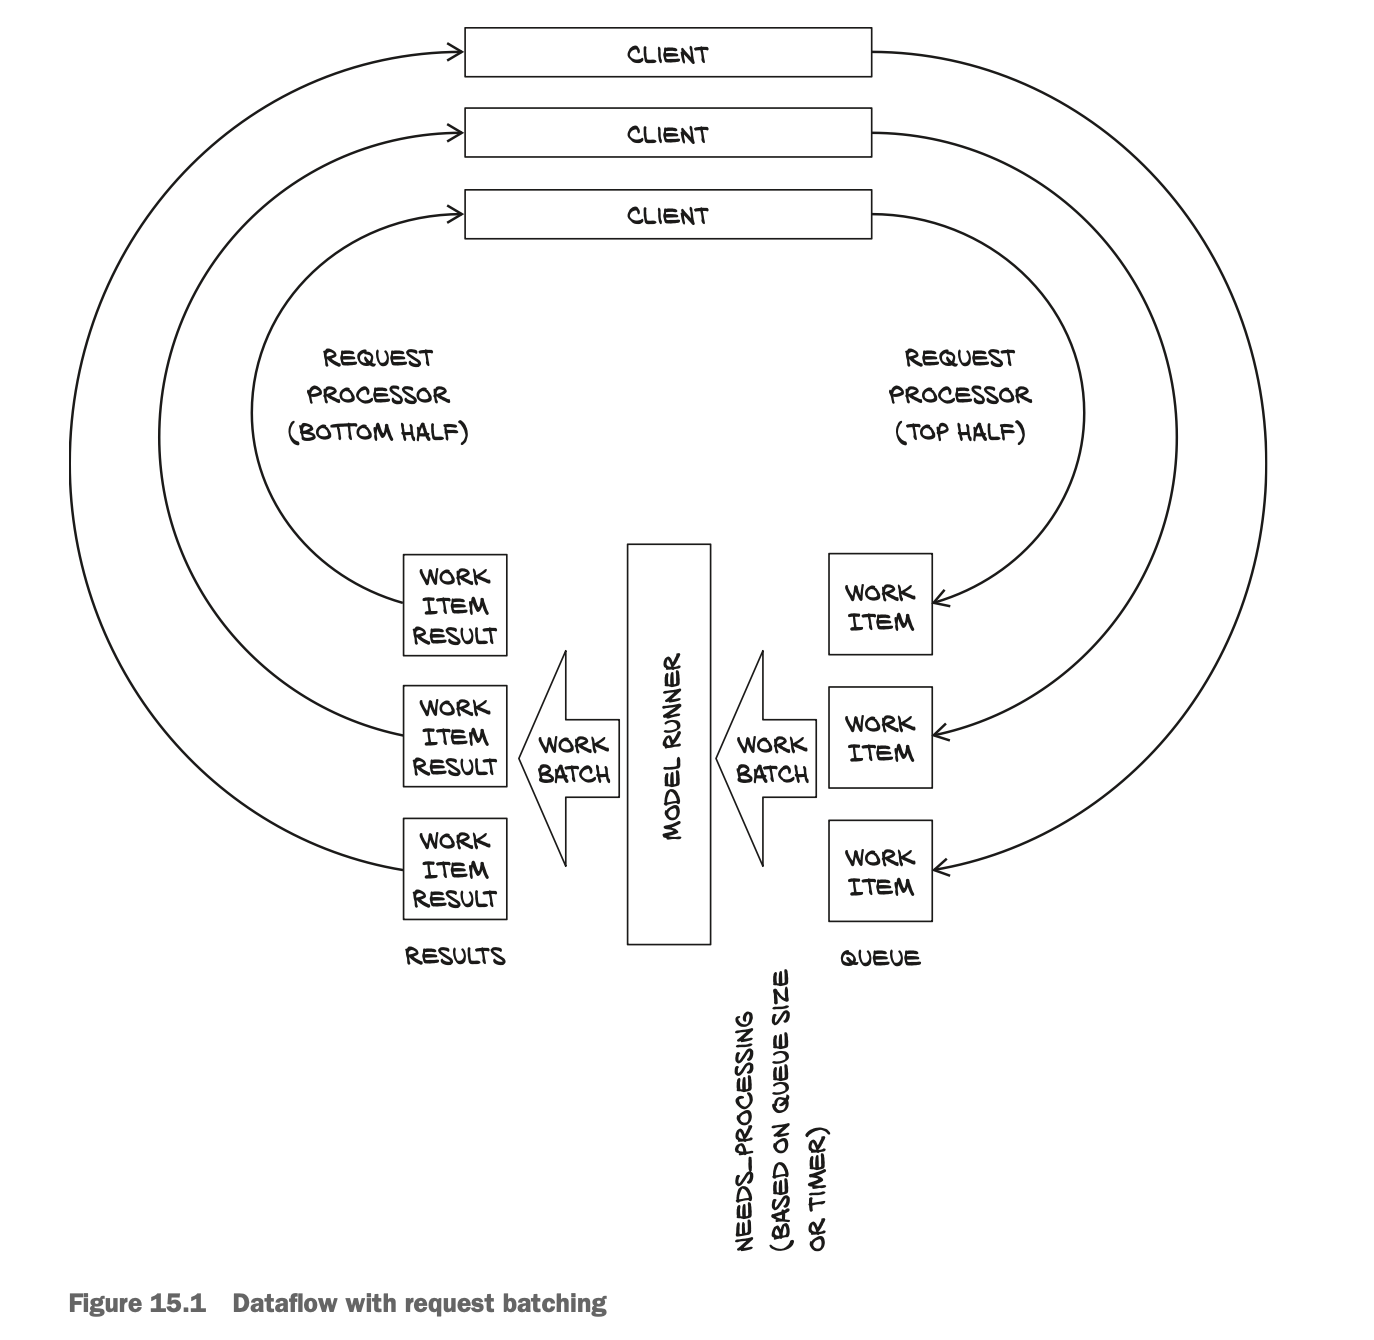 CLIENT
CLIENT
CLIENT
REQUEST
PROCESSOR
(BOTTOM HALF)
REQUEST
PROCESSOR
(TOP HALF)
WORK
ITEM
RESULT
WORK
ITEM
RESULT
WORK
ITEM
RESULT
RESULTS
WORK
BATCH
MODEL RUNNER
WORK
BATCH
WORK
ITEM
WORK
ITEM
WORK
ITEM
QUEUE
NEEDS_PROCESSING
(BASED ON QUEUE SIZE
OR TIMER)
Figure 15.1 Dataflow with request batching